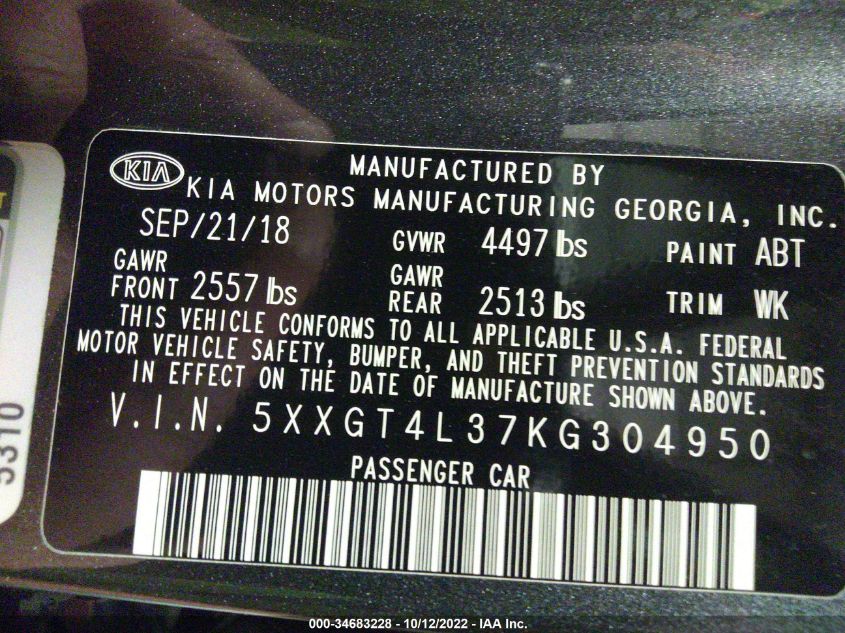 KIA
MANUFACTURED BY
KIA MOTORS MANUFACTURING GEORGIA, INC.
SEP/21/18 GVWR 4497 lbs PAINT ABT
GAWR FRONT 2557 lbs GAWR REAR 2513 lbs TRIM WK
THIS VEHICLE CONFORMS TO ALL APPLICABLE U.S.A. FEDERAL
MOTOR VEHICLE SAFETY, BUMPER, AND THEFT PREVENTION STANDARDS
IN EFFECT ON THE DATE OF MANUFACTURE SHOWN ABOVE.
V.I.N. 5XXGT4L37KG304950
PASSENGER CAR
5310
000-34683228 - 10/12/2022 - IAA Inc.